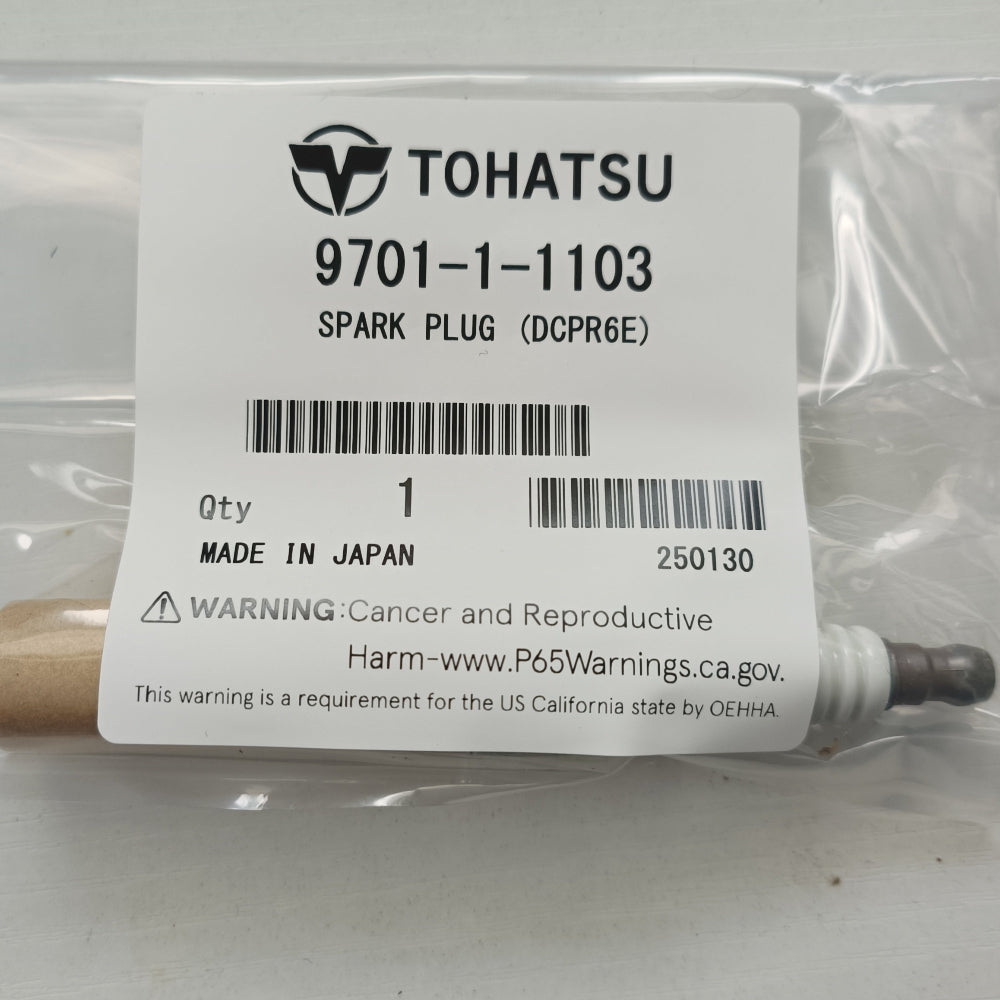 TOHATSU
9701-1-1103
SPARK PLUG (DCPR6E)
Qty 1
MADE IN JAPAN 250130
WARNING:Cancer and Reproductive
Harm-www.P65Warnings.ca.gov.
This warning is a requirement for the US California state by OEHHA.